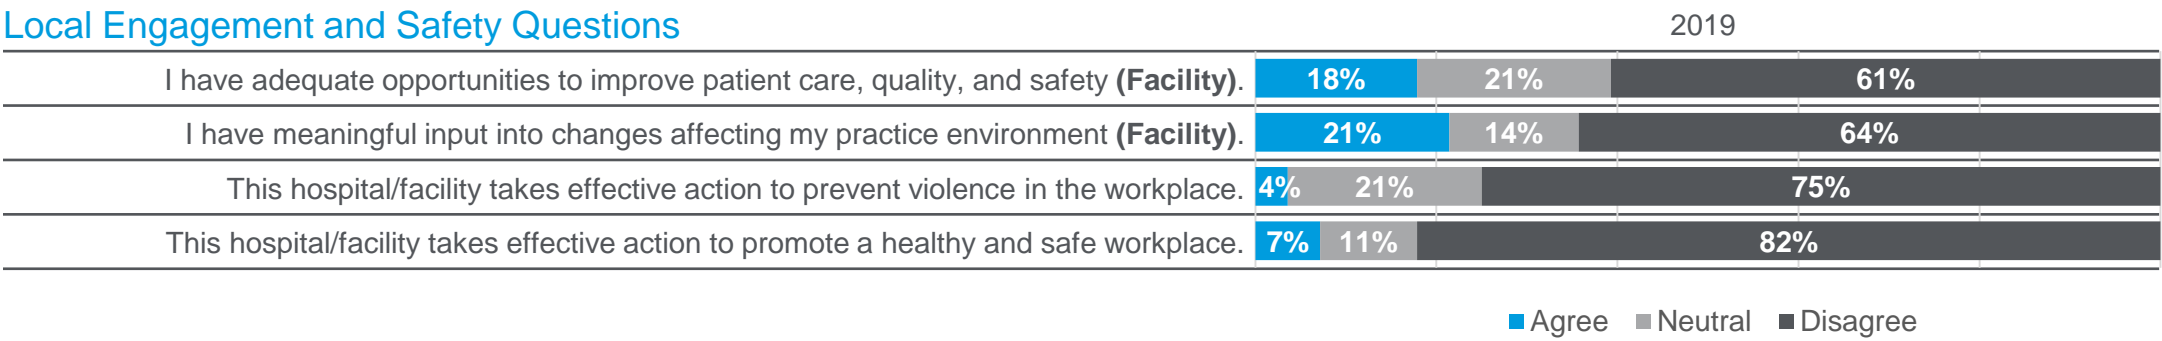 Local Engagement and Safety Questions 2019
I have adequate opportunities to improve patient care, quality, and safety (Facility). 18% 21% 61%
I have meaningful input into changes affecting my practice environment (Facility). 21% 14% 64%
This hospital/facility takes effective action to prevent violence in the workplace. 4% 21% 75%
This hospital/facility takes effective action to promote a healthy and safe workplace. 7% 11% 82%
Agree Neutral Disagree